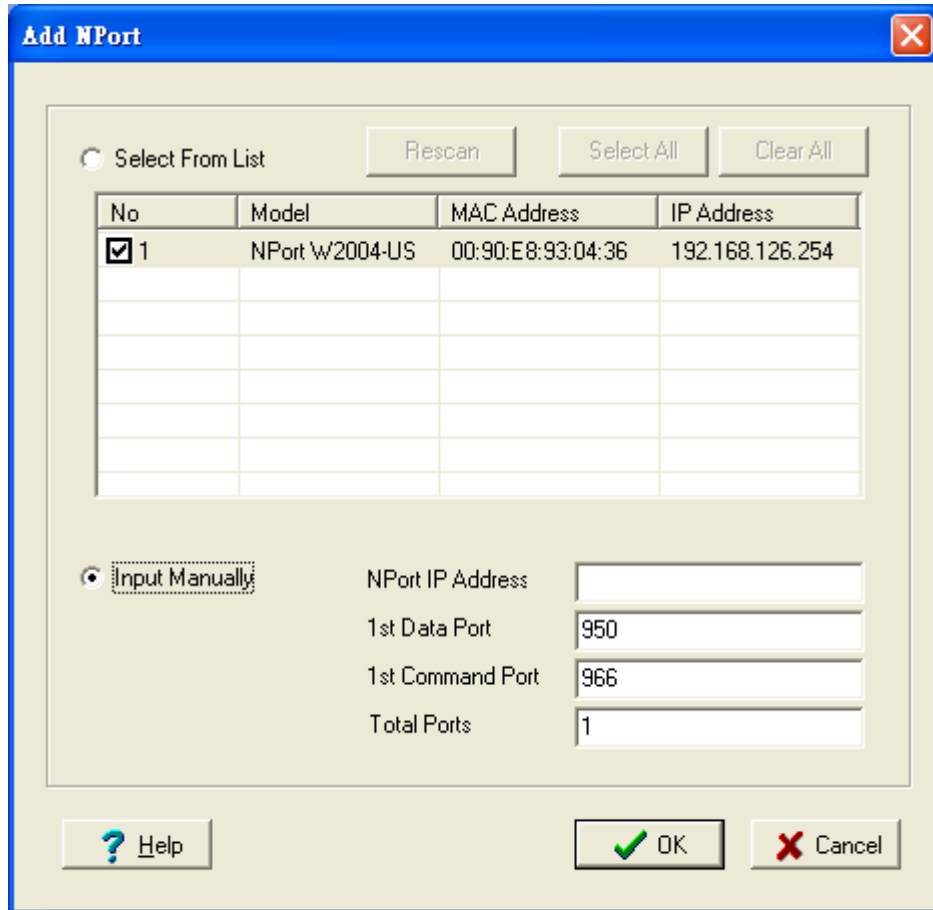 Add NPort
Select From List
Rescan
Select All
Clear All
No Model MAC Address IP Address
1 NPort W2004-US 00:90:E8:93:04:36 192.168.126.254
Input Manually
NPort IP Address
1st Data Port 950
1st Command Port 966
Total Ports 1
Help
OK
Cancel